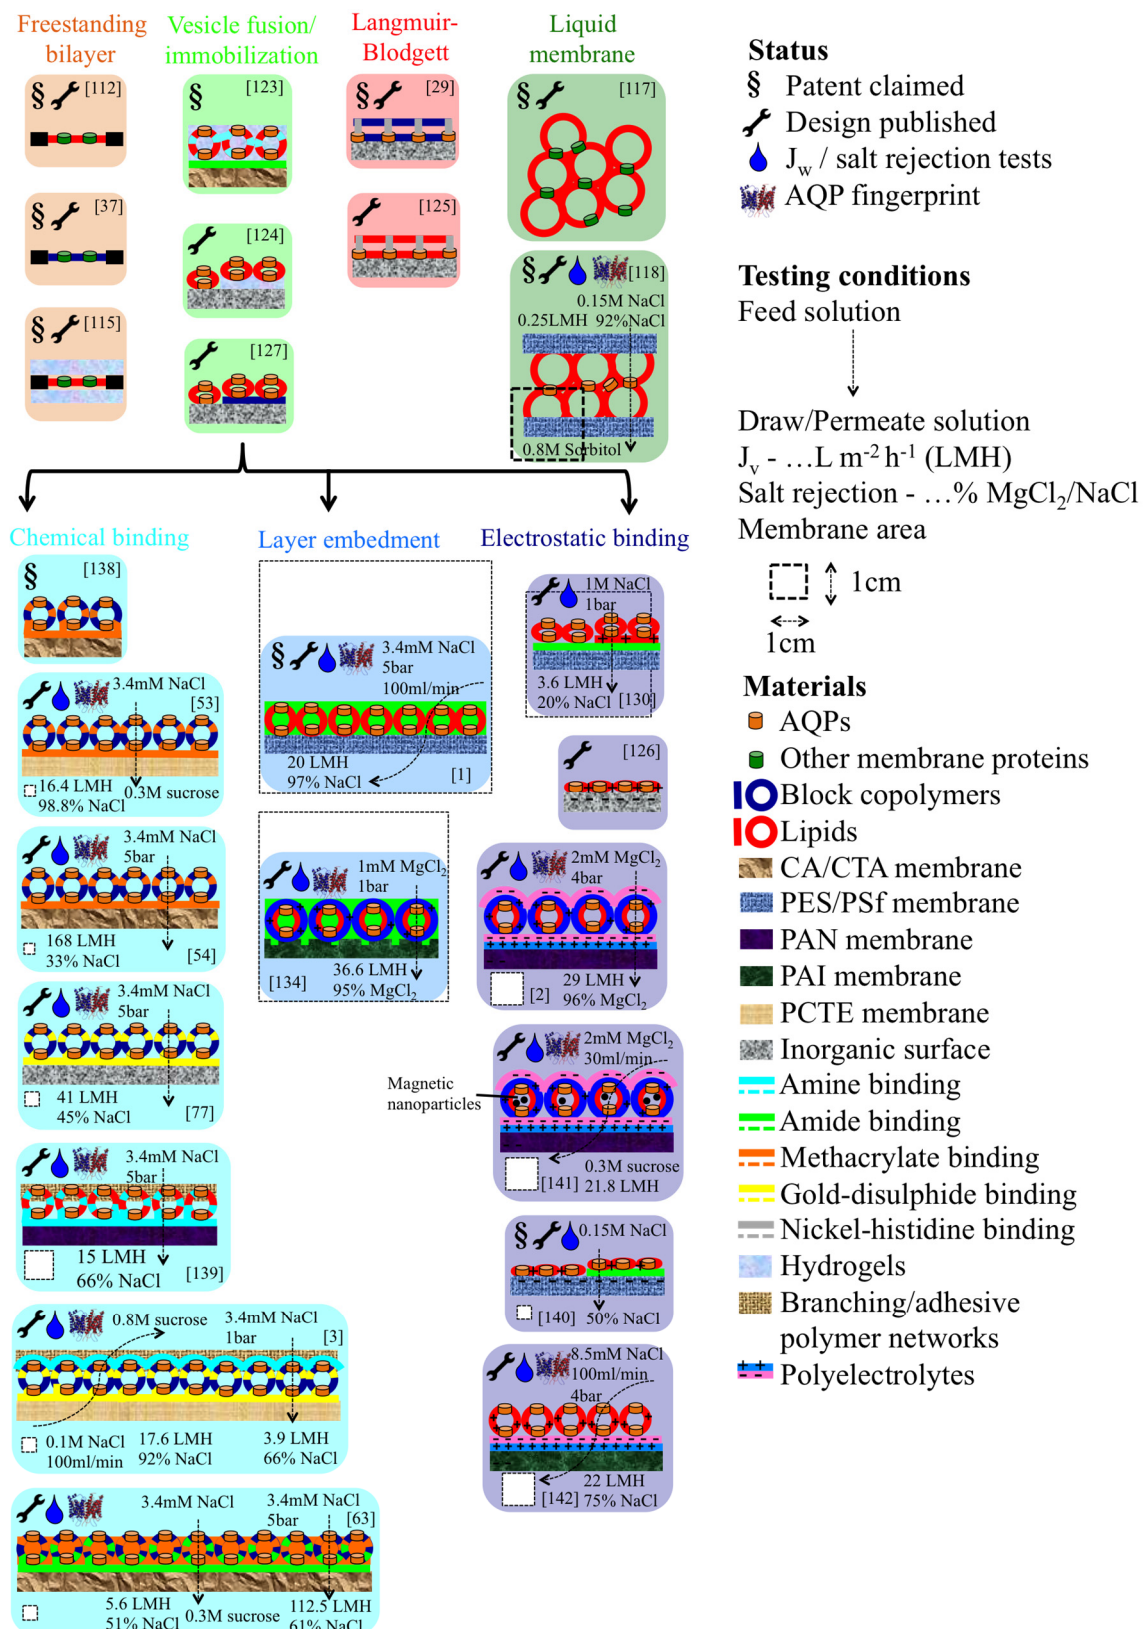 Freestanding
bilayer
Vesicle fusion/
immobilization
Langmuir-
Blodgett
Liquid
membrane
§ [112]
§ [37]
§ [115]
§ [123]
[124]
[127]
§ [29]
[125]
§ [117]
§ [118]
0.15M NaCl
0.25LMH 92%NaCl
0.8M Sorbitol
Status
§ Patent claimed
Design published
Jw / salt rejection tests
AQP fingerprint
Testing conditions
Feed solution
Draw/Permeate solution
Jv - …L m-2 h-1 (LMH)
Salt rejection - …% MgCl2/NaCl
Membrane area
1cm
1cm
Materials
AQPs
Other membrane proteins
Block copolymers
Lipids
CA/CTA membrane
PES/PSf membrane
PAN membrane
PAI membrane
PCTE membrane
Inorganic surface
Amine binding
Amide binding
Methacrylate binding
Gold-disulphide binding
Nickel-histidine binding
Hydrogels
Branching/adhesive
polymer networks
Polyelectrolytes
Chemical binding
§ [138]
3.4mM NaCl
[53]
16.4 LMH
98.8% NaCl
0.3M sucrose
3.4mM NaCl
5bar
168 LMH
33% NaCl
[54]
3.4mM NaCl
5bar
41 LMH
45% NaCl
[77]
3.4mM NaCl
5bar
15 LMH
66% NaCl
[139]
0.8M sucrose
3.4mM NaCl
1bar
[3]
0.1M NaCl
100ml/min
17.6 LMH
92% NaCl
3.9 LMH
66% NaCl
3.4mM NaCl
3.4mM NaCl
5bar
[63]
5.6 LMH
51% NaCl
0.3M sucrose
112.5 LMH
61% NaCl
Layer embedment
§
3.4mM NaCl
5bar
100ml/min
20 LMH
97% NaCl
[1]
1mM MgCl2
1bar
[134]
36.6 LMH
95% MgCl2
Electrostatic binding
1M NaCl
1bar
3.6 LMH
20% NaCl
[130]
[126]
2mM MgCl2
4bar
[2]
29 LMH
96% MgCl2
2mM MgCl2
30ml/min
Magnetic
nanoparticles
[141]
0.3M sucrose
21.8 LMH
§
0.15M NaCl
[140]
50% NaCl
8.5mM NaCl
100ml/min
4bar
[142]
22 LMH
75% NaCl